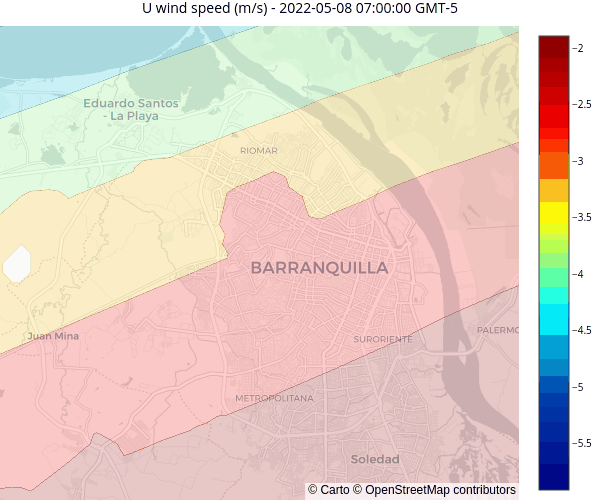 U wind speed (m/s) - 2022-05-08 07:00:00 GMT-5
Eduardo Santos
- La Playa
RIOMAR
BARRANQUILLA
Juan Mina
SURORIENTE
PALERMO
METROPOLITANA
Soledad
© Carto © OpenStreetMap contributors
−2
−2.5
−3
−3.5
−4
−4.5
−5
−5.5